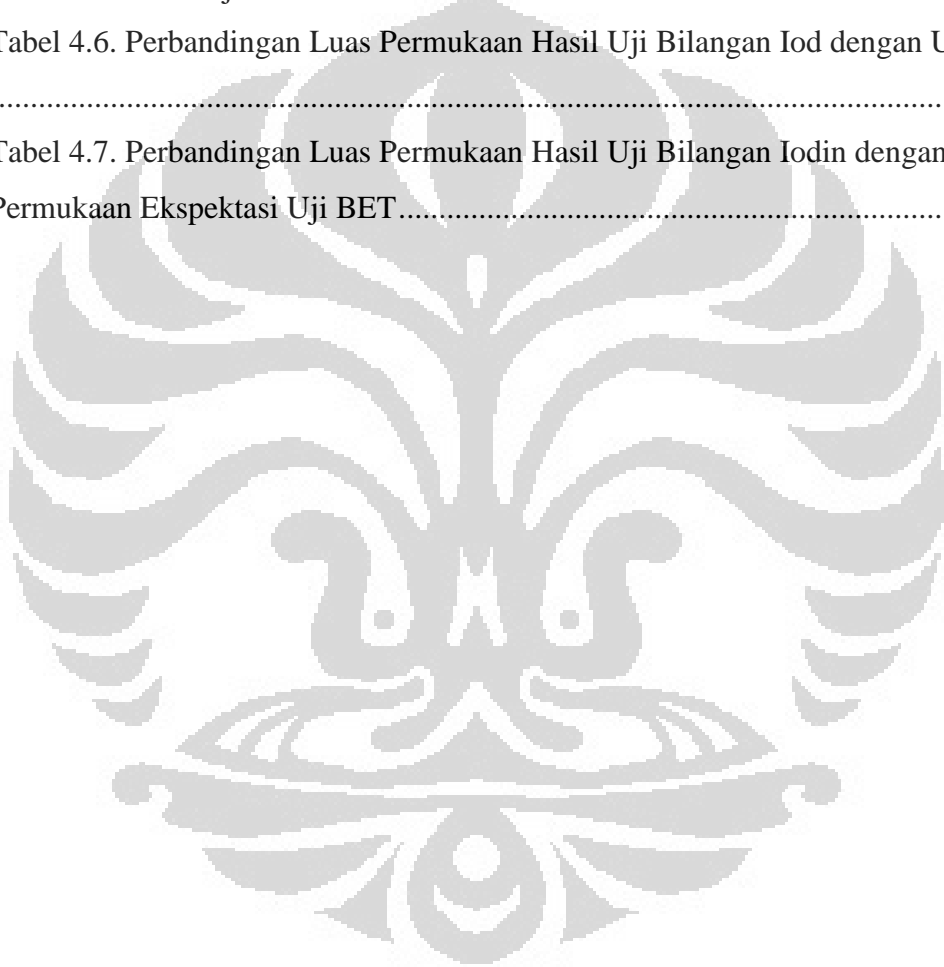 Tabel 4.6. Perbandingan Luas Permukaan Hasil Uji Bilangan Iod dengan
........................................................................................................................
Tabel 4.7. Perbandingan Luas Permukaan Hasil Uji Bilangan Iodin dengan
Permukaan Ekspektasi Uji BET......................................................................